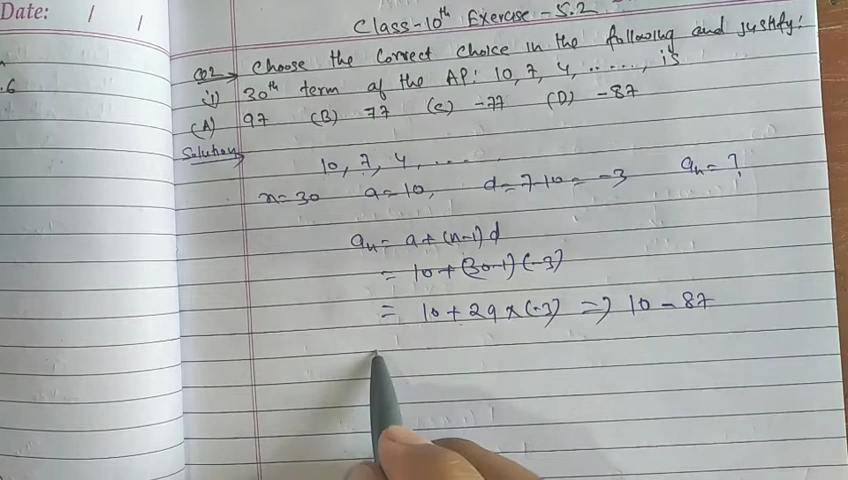 Date: / /
Class-10th Exercise-5.2
Q2→ Choose the Correct Choice in the following and justify:
i) 30th term of the AP: 10, 7, 4, ......, is
(A) 97 (B) 77 (C) -77 (D) -87
Solution→
10, 7, 4, ....
n=30 a=10, d=7-10=-3 an=?
an= a+(n-1)d
= 10+(30-1)(-3)
= 10+29×(-3) => 10-87